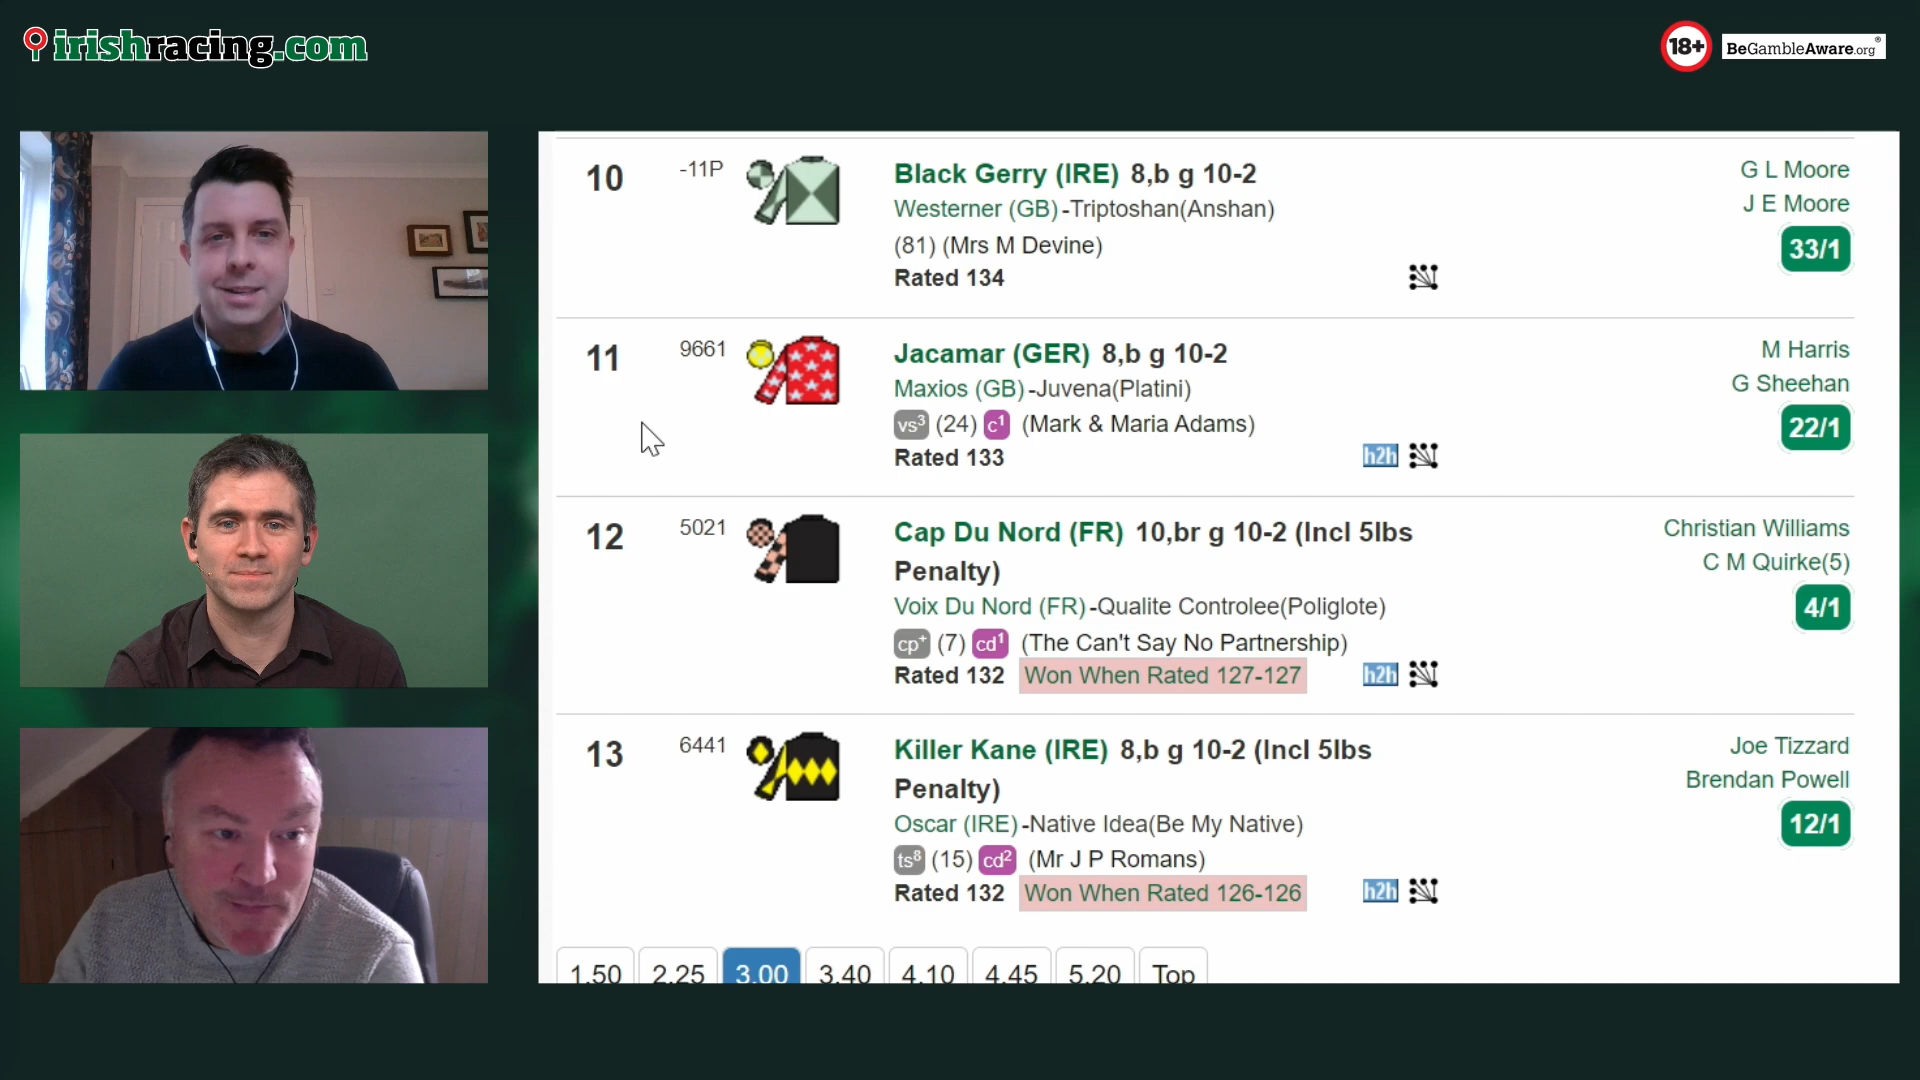 irishracing.com
18+
BeGambleAware.org®
10
-11P
Black Gerry (IRE) 8,b g 10-2
Westerner (GB)-Triptoshan(Anshan)
(81) (Mrs M Devine)
Rated 134
G L Moore
J E Moore
33/1
11
9661
Jacamar (GER) 8,b g 10-2
Maxios (GB)-Juvena(Platini)
vs³ (24) c¹ (Mark & Maria Adams)
Rated 133
h2h
M Harris
G Sheehan
22/1
12
5021
Cap Du Nord (FR) 10,br g 10-2 (Incl 5lbs
Penalty)
Voix Du Nord (FR)-Qualite Controlee(Poliglote)
cp⁺ (7) cd¹ (The Can't Say No Partnership)
Rated 132 Won When Rated 127-127
h2h
Christian Williams
C M Quirke(5)
4/1
13
6441
Killer Kane (IRE) 8,b g 10-2 (Incl 5lbs
Penalty)
Oscar (IRE)-Native Idea(Be My Native)
ts⁸ (15) cd² (Mr J P Romans)
Rated 132 Won When Rated 126-126
h2h
Joe Tizzard
Brendan Powell
12/1
1.50 2.25 3.00 3.40 4.10 4.45 5.20 Top